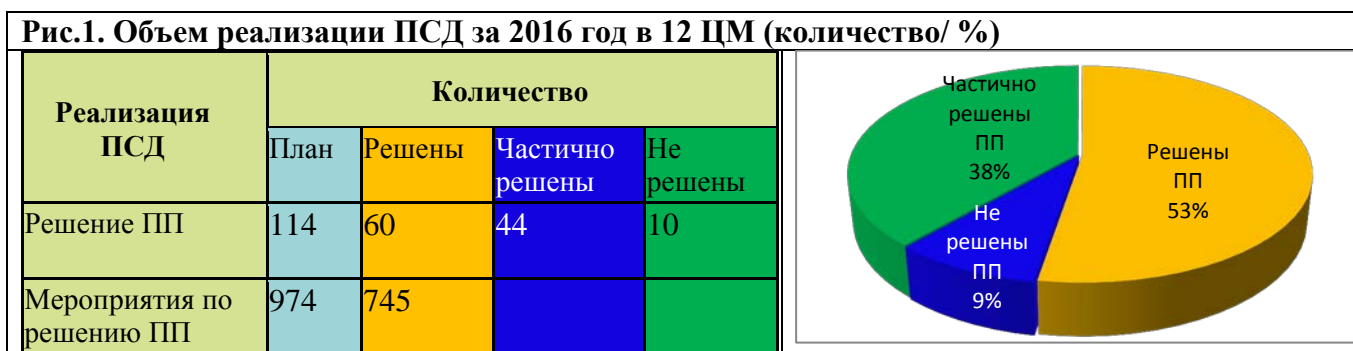 Рис.1. Объем реализации ПСД за 2016 год в 12 ЦМ (количество/ %)
Реализация
ПСД
Количество
План
Решены
Частично
решены
Не
решены
Решение ПП
114
60
44
10
Мероприятия по
решению ПП
974
745
Частично
решены
ПП
38%
Решены
ПП
53%
Не
решены
ПП
9%